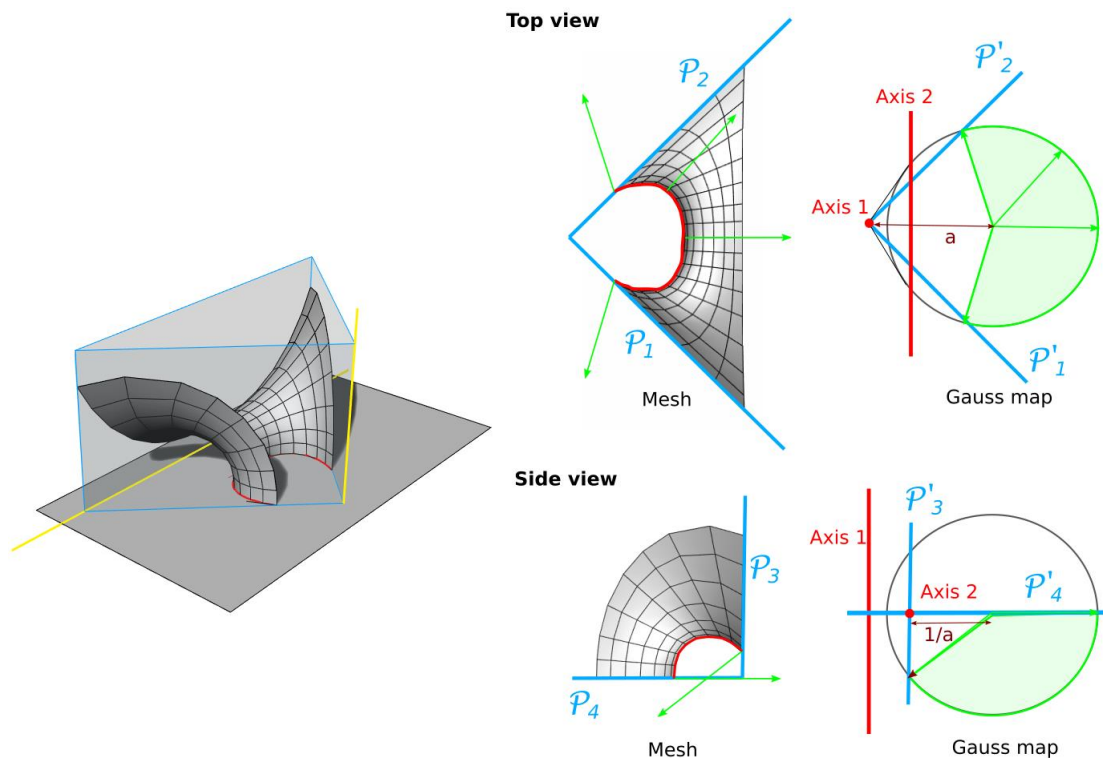 Top view
P2
P'2
Axis 2
Axis 1
a
P1
P'1
Mesh
Gauss map
Side view
P'3
Axis 1
P3
Axis 2
P'4
1/a
P4
Mesh
Gauss map